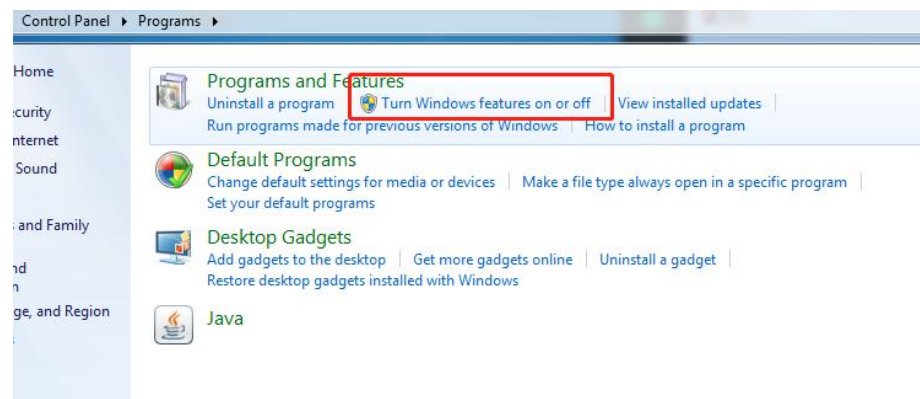 Control Panel Programs
Home
Programs and Features
Uninstall a program Turn Windows features on or off View installed updates
Run programs made for previous versions of Windows How to install a program
Default Programs
Change default settings for media or devices Make a file type always open in a specific program
Set your default programs
Desktop Gadgets
Add gadgets to the desktop Get more gadgets online Uninstall a gadget
Restore desktop gadgets installed with Windows
Java
ecurity
nternet
Sound
and Family
nd
n
ge, and Region